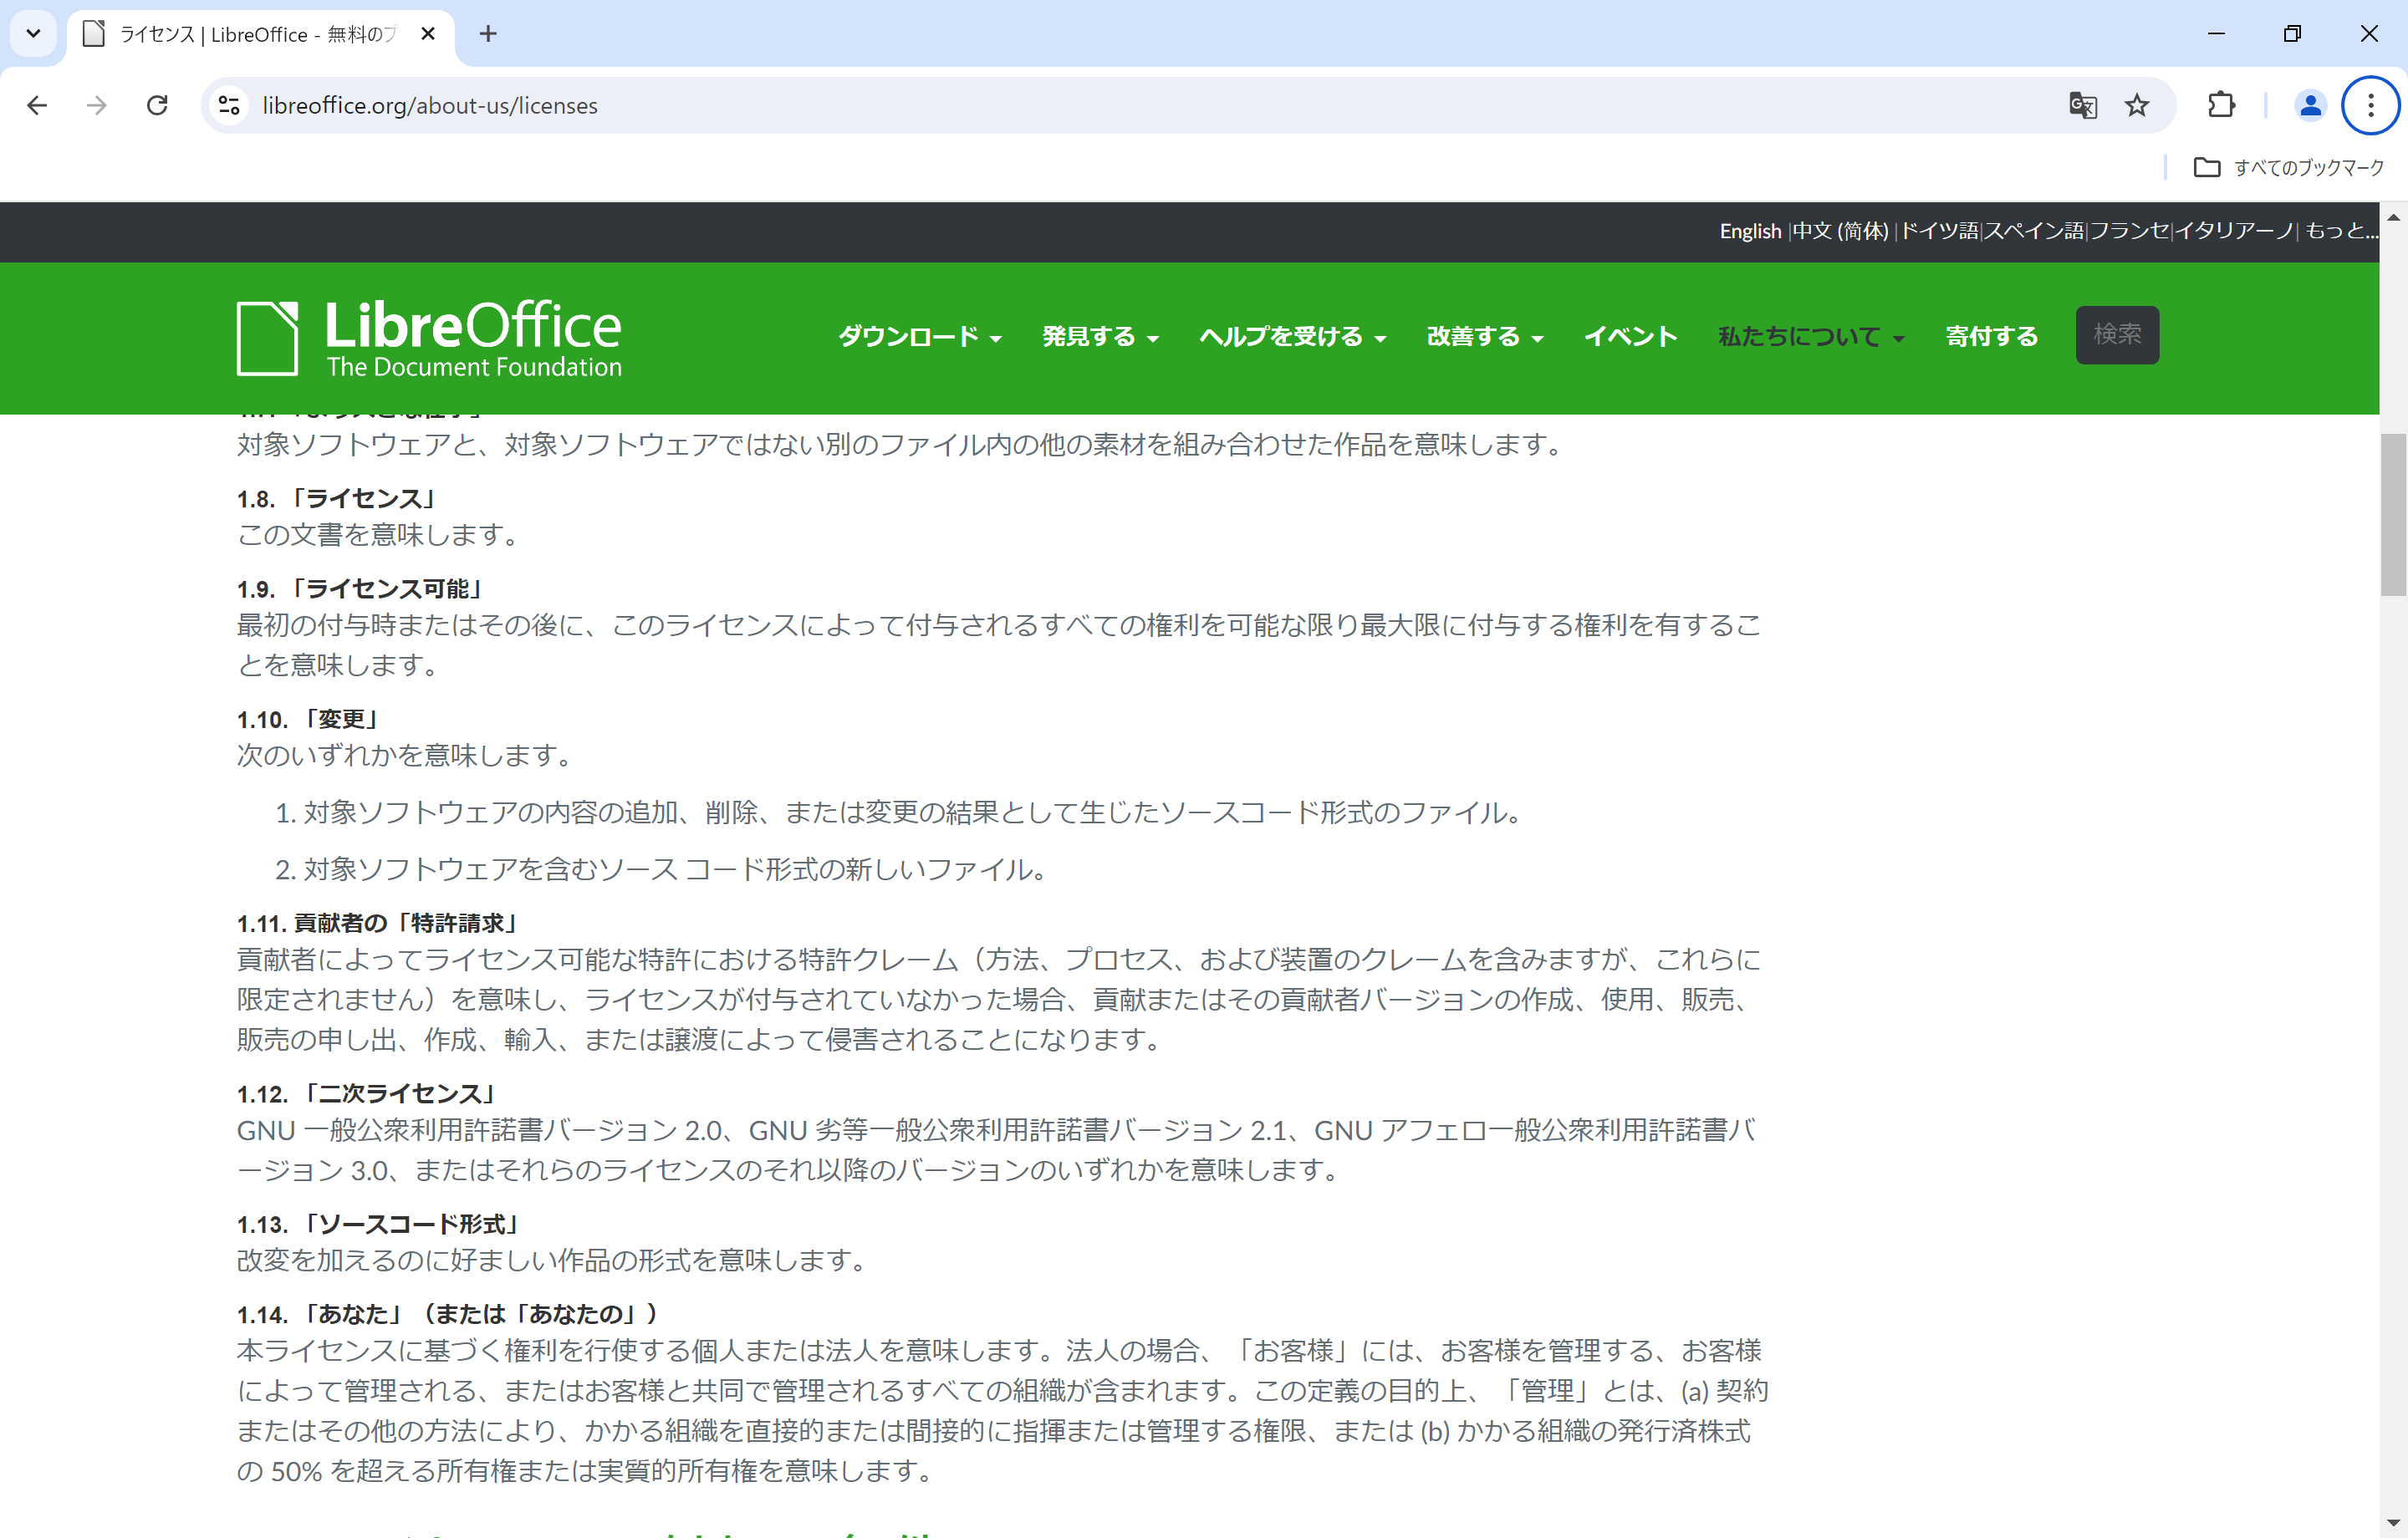 ライセンス | LibreOffice - 無料のプ
libreoffice.org/about-us/licenses
すべてのブックマーク
English |中文 (简体) |ドイツ語|スペイン語|フランセ|イタリアーノ| もっと...
LibreOffice
The Document Foundation
ダウンロード 発見する ヘルプを受ける 改善する イベント 私たちについて 寄付する 検索
対象ソフトウェアと、対象ソフトウェアではない別のファイル内の他の素材を組み合わせた作品を意味します。
1.8. 「ライセンス」
この文書を意味します。
1.9. 「ライセンス可能」
最初の付与時またはその後に、このライセンスによって付与されるすべての権利を可能な限り最大限に付与する権利を有するこ
とを意味します。
1.10. 「変更」
次のいずれかを意味します。
1. 対象ソフトウェアの内容の追加、削除、または変更の結果として生じたソースコード形式のファイル。
2. 対象ソフトウェアを含むソース コード形式の新しいファイル。
1.11. 貢献者の「特許請求」
貢献者によってライセンス可能な特許における特許クレーム（方法、プロセス、および装置のクレームを含みますが、これらに
限定されません）を意味し、ライセンスが付与されていなかった場合、貢献またはその貢献者バージョンの作成、使用、販売、
販売の申し出、作成、輸入、または譲渡によって侵害されることになります。
1.12. 「二次ライセンス」
GNU 一般公衆利用許諾書バージョン 2.0、GNU 劣等一般公衆利用許諾書バージョン 2.1、GNU アフェロ一般公衆利用許諾書バ
ージョン 3.0、またはそれらのライセンスのそれ以降のバージョンのいずれかを意味します。
1.13. 「ソースコード形式」
改変を加えるのに好ましい作品の形式を意味します。
1.14. 「あなた」（または「あなたの」）
本ライセンスに基づく権利を行使する個人または法人を意味します。法人の場合、「お客様」には、お客様を管理する、お客様
によって管理される、またはお客様と共同で管理されるすべての組織が含まれます。この定義の目的上、「管理」とは、(a) 契約
またはその他の方法により、かかる組織を直接的または間接的に指揮または管理する権限、または (b) かかる組織の発行済株式
の 50% を超える所有権または実質的所有権を意味します。